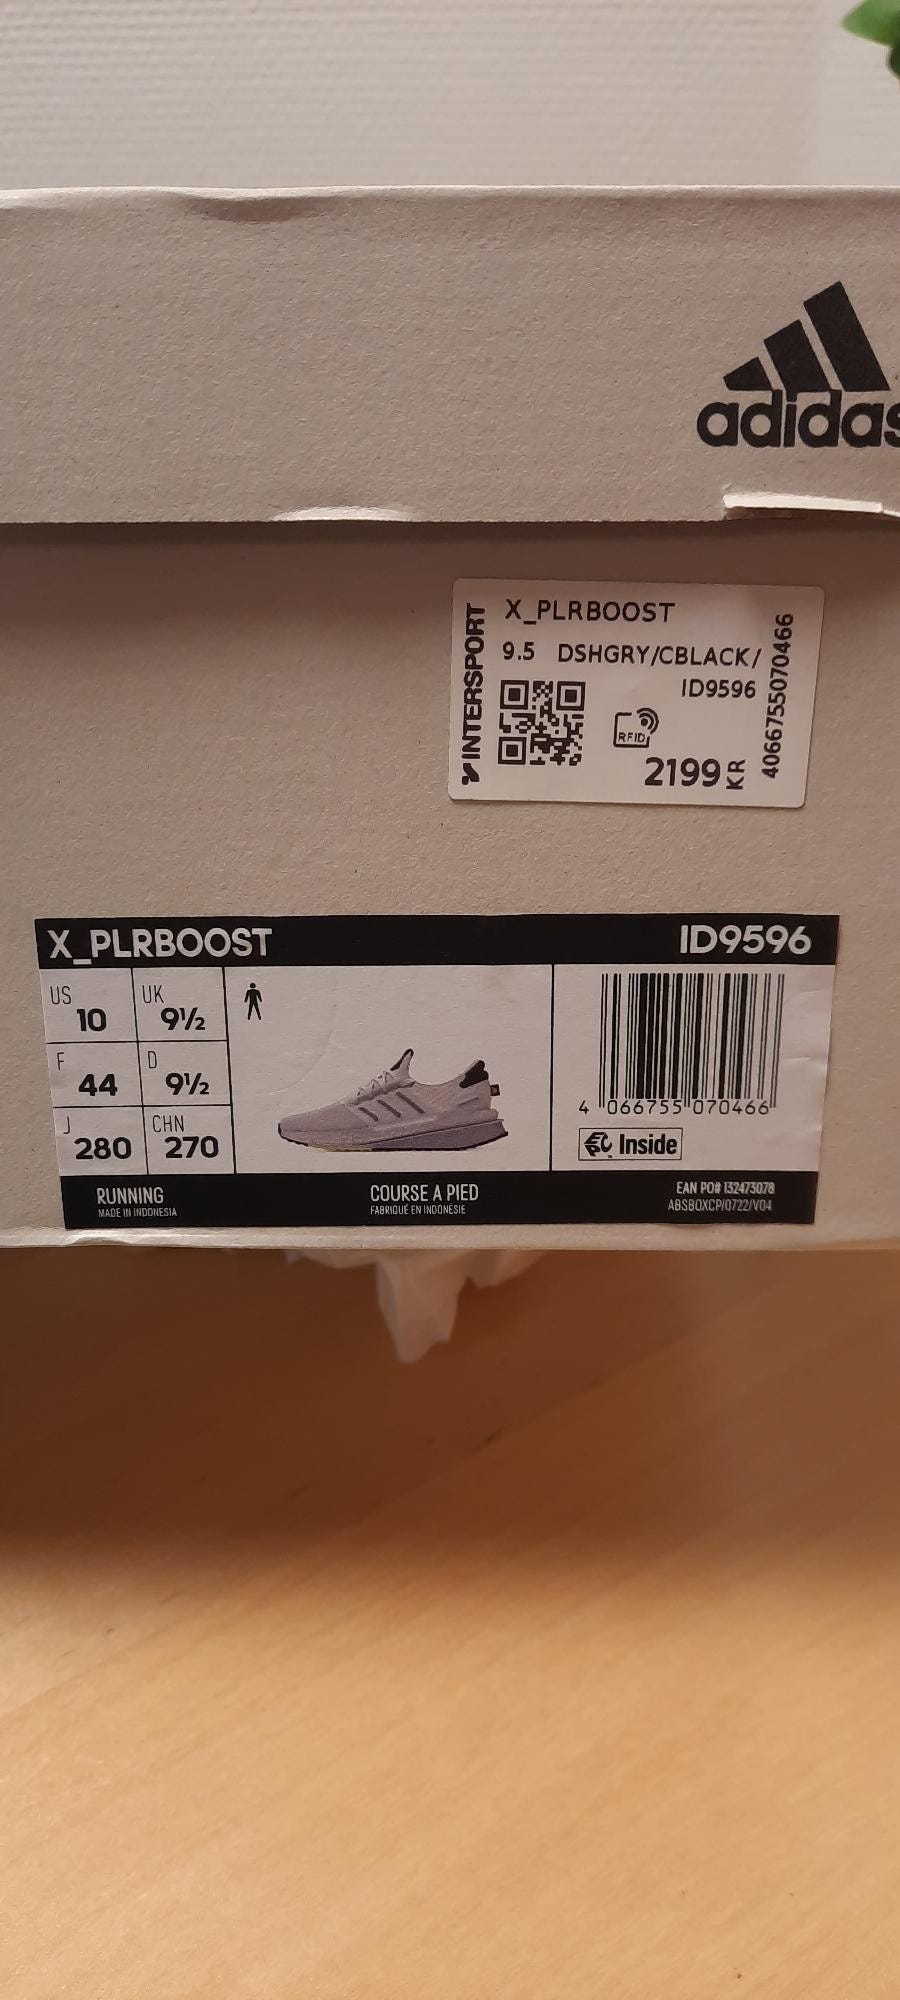 adidas
INTERSPORT
X_PLRBOOST
9.5 DSHGRY/CBLACK/
ID9596
RFID
2199 KR
4066755070466
X_PLRBOOST ID9596
US 10 UK 9½
F 44 D 9½
J 280 CHN 270
4 066755 070466
EPC Inside
RUNNING
MADE IN INDONESIA
COURSE A PIED
FABRIQUÉ EN INDONÉSIE
EAN PO# 132473078
ABSBOXCP/0722/V04